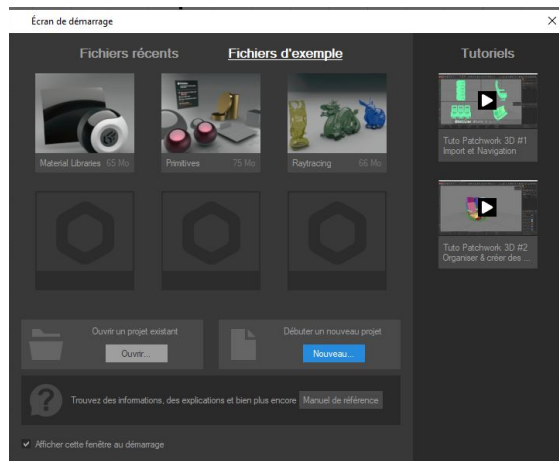 Écran de démarrage
Fichiers récents
Fichiers d'exemple
Tutoriels
Material Libraries 65 Mo
Primitives 75 Mo
Raytracing 66 Mo
Tuto Patchwork 3D #1
Import et Navigation
Tuto Patchwork 3D #2
Organiser & créer des ...
Ouvrir un projet existant
Ouvrir...
Débuter un nouveau projet
Nouveau...
Trouvez des informations, des explications et bien plus encore
Manuel de référence
Afficher cette fenêtre au démarrage